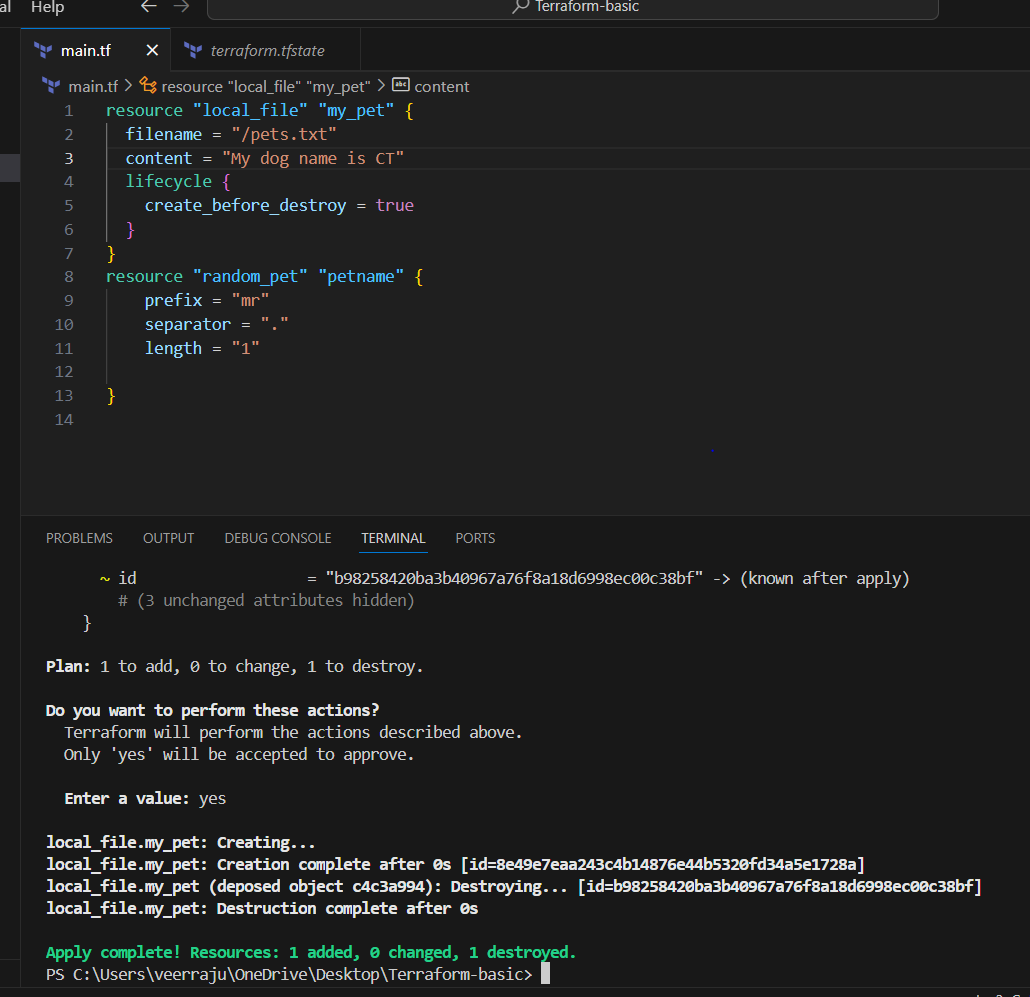 al Help Terraform-basic
main.tf terraform.tfstate
main.tf > resource "local_file" "my_pet" > abc content
1 resource "local_file" "my_pet" {
2 filename = "/pets.txt"
3 content = "My dog name is CT"
4 lifecycle {
5 create_before_destroy = true
6 }
7 }
8 resource "random_pet" "petname" {
9 prefix = "mr"
10 separator = "."
11 length = "1"
12
13 }
14
PROBLEMS OUTPUT DEBUG CONSOLE TERMINAL PORTS
~ id = "b98258420ba3b40967a76f8a18d6998ec00c38bf" -> (known after apply)
# (3 unchanged attributes hidden)
}
Plan: 1 to add, 0 to change, 1 to destroy.
Do you want to perform these actions?
Terraform will perform the actions described above.
Only 'yes' will be accepted to approve.
Enter a value: yes
local_file.my_pet: Creating...
local_file.my_pet: Creation complete after 0s [id=8e49e7eaa243c4b14876e44b5320fd34a5e1728a]
local_file.my_pet (deposed object c4c3a994): Destroying... [id=b98258420ba3b40967a76f8a18d6998ec00c38bf]
local_file.my_pet: Destruction complete after 0s
Apply complete! Resources: 1 added, 0 changed, 1 destroyed.
PS C:\Users\veerraju\OneDrive\Desktop\Terraform-basic>